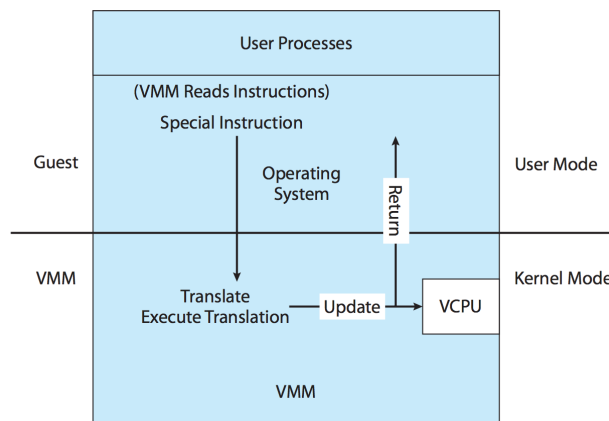 User Processes
(VMM Reads Instructions)
Special Instruction
Guest
Operating
System
User Mode
Return
VMM
Kernel Mode
Translate
Execute Translation
Update
VCPU
VMM